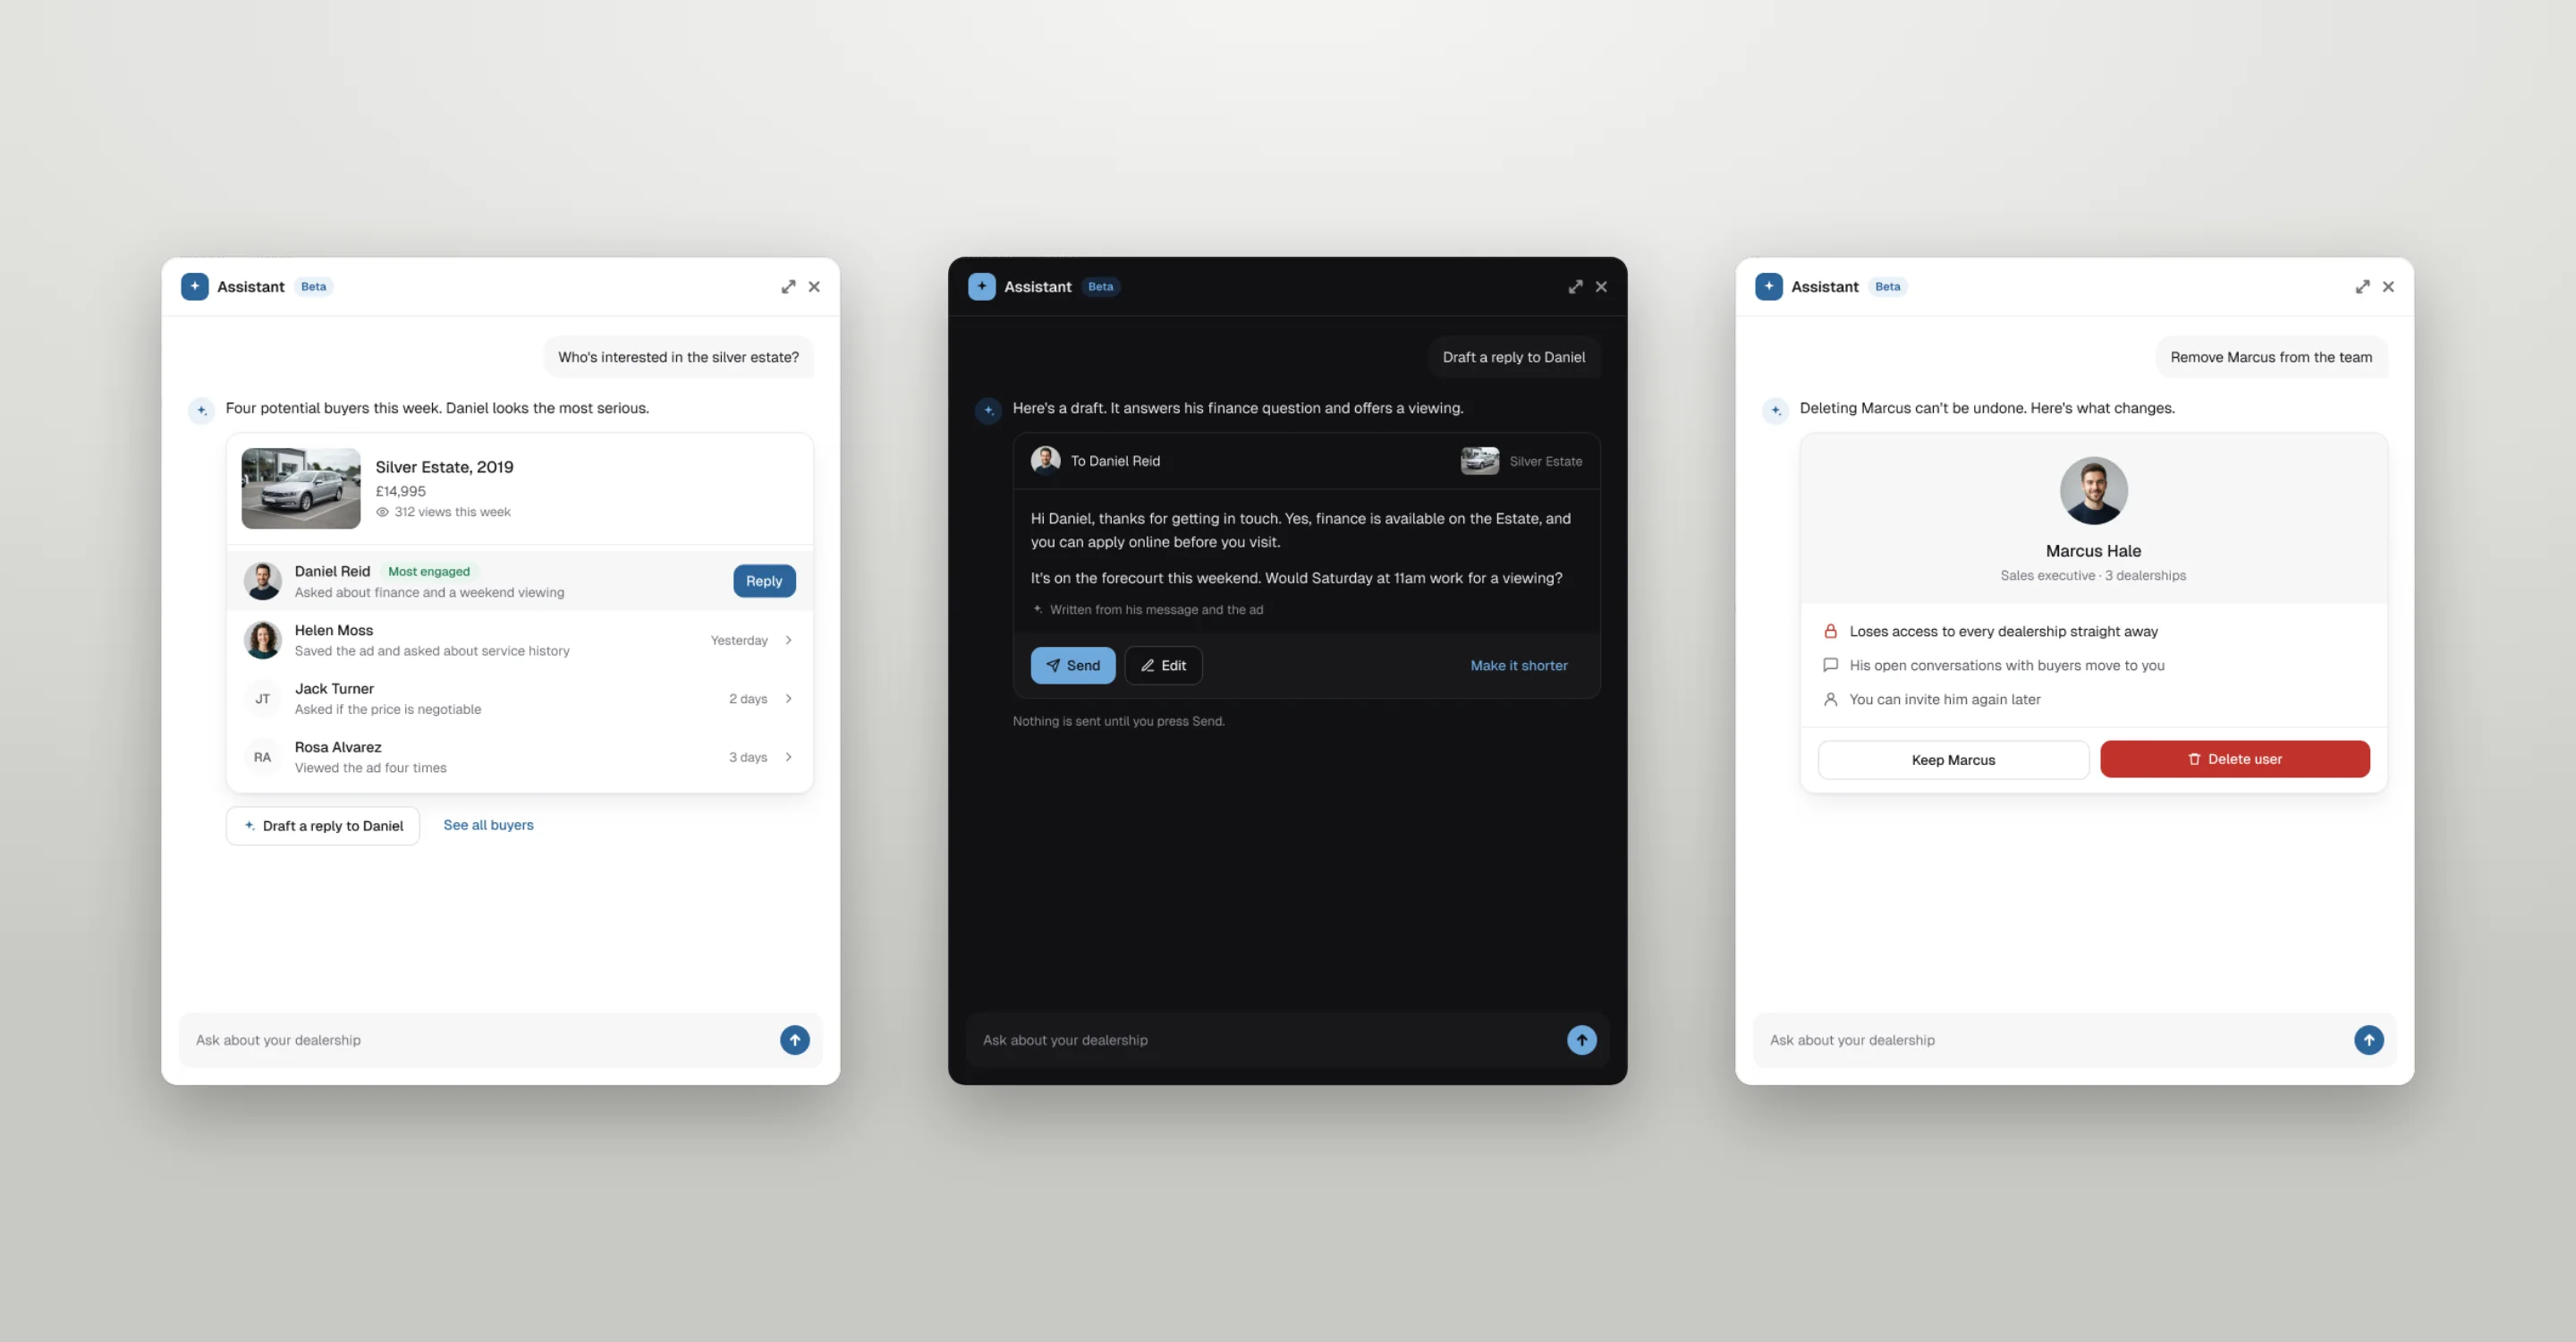 Assistant Beta
Who's interested in the silver estate?
Four potential buyers this week. Daniel looks the most serious.
Silver Estate, 2019
£14,995
312 views this week
Daniel Reid Most engaged
Asked about finance and a weekend viewing
Reply
Helen Moss
Saved the ad and asked about service history
Yesterday
JT
Jack Turner
Asked if the price is negotiable
2 days
RA
Rosa Alvarez
Viewed the ad four times
3 days
Draft a reply to Daniel
See all buyers
Ask about your dealership
Assistant Beta
Draft a reply to Daniel
Here's a draft. It answers his finance question and offers a viewing.
To Daniel Reid
Silver Estate
Hi Daniel, thanks for getting in touch. Yes, finance is available on the Estate, and
you can apply online before you visit.
It's on the forecourt this weekend. Would Saturday at 11am work for a viewing?
Written from his message and the ad
Send
Edit
Make it shorter
Nothing is sent until you press Send.
Ask about your dealership
Assistant Beta
Remove Marcus from the team
Deleting Marcus can't be undone. Here's what changes.
Marcus Hale
Sales executive · 3 dealerships
Loses access to every dealership straight away
His open conversations with buyers move to you
You can invite him again later
Keep Marcus
Delete user
Ask about your dealership